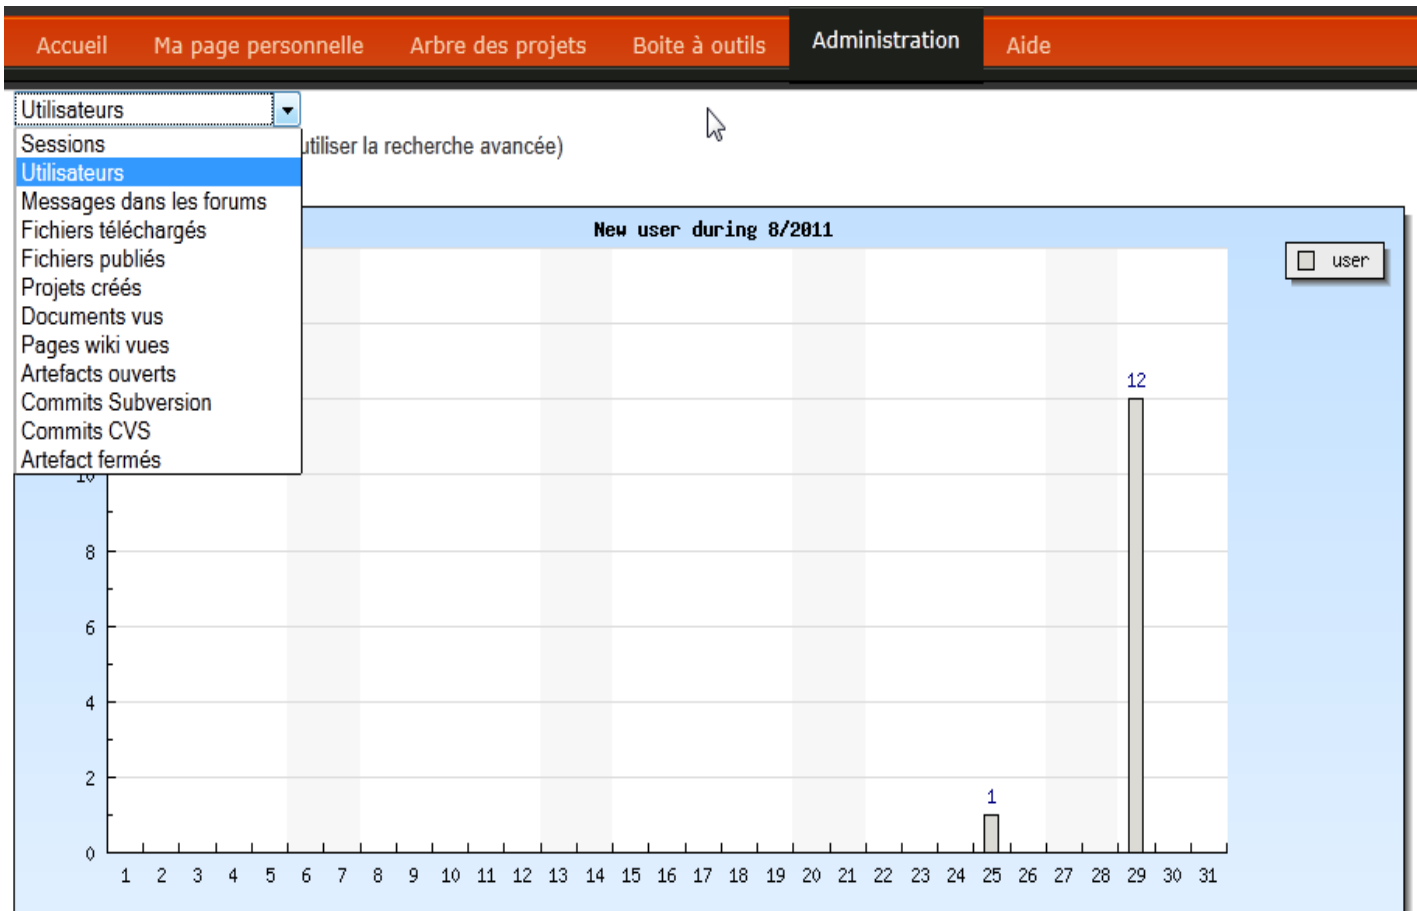 Accueil Ma page personnelle Arbre des projets Boite à outils Administration Aide
Utilisateurs
Sessions
utiliser la recherche avancée)
Utilisateurs
Messages dans les forums
Fichiers téléchargés
New user during 8/2011
Fichiers publiés
user
Projets créés
Documents vus
Pages wiki vues
Artefacts ouverts
12
Commits Subversion
Commits CVS
Artefact fermés
10
8
6
4
2
1
0
1 2 3 4 5 6 7 8 9 10 11 12 13 14 15 16 17 18 19 20 21 22 23 24 25 26 27 28 29 30 31